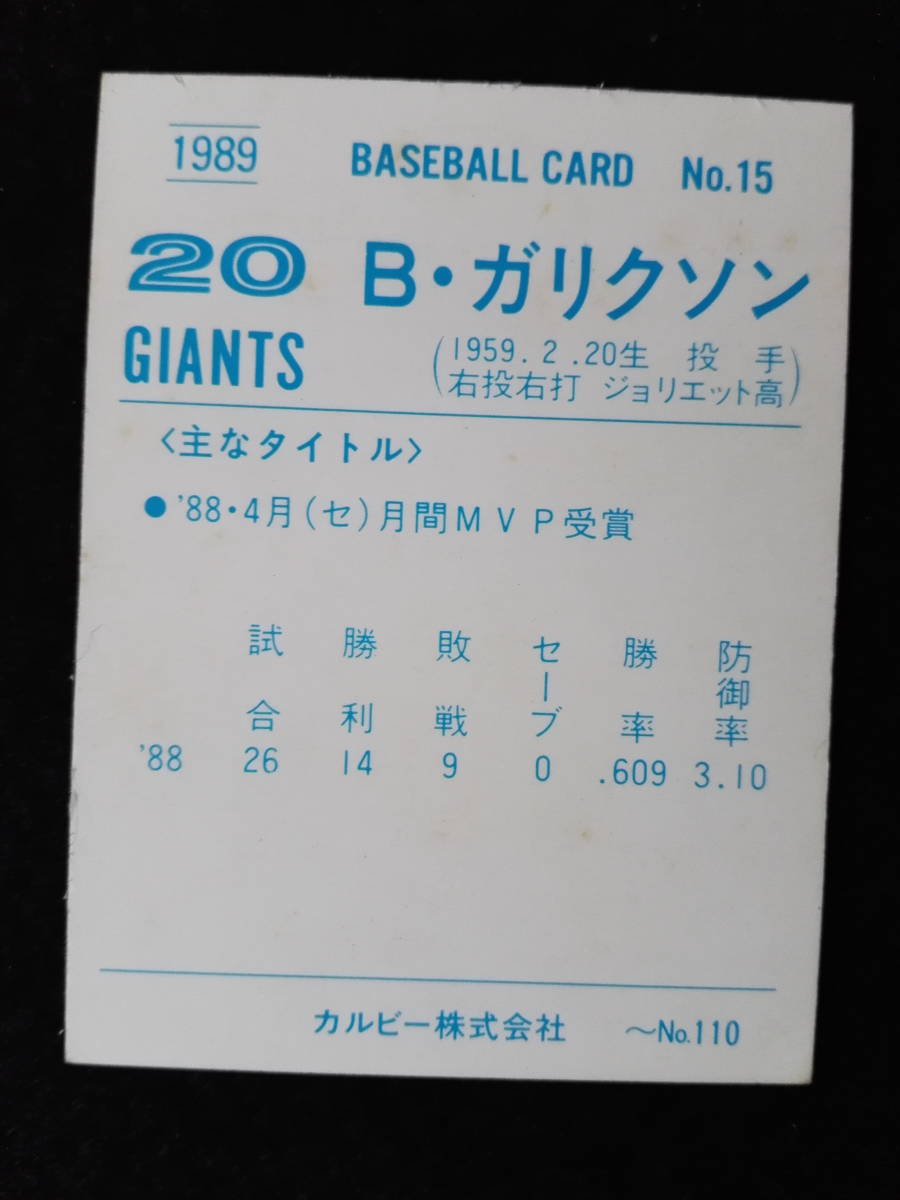 1989 BASEBALL CARD No.15
20 B・ガリクソン
GIANTS
(1959.2.20生 投手
右投右打 ジョリエット高)
〈主なタイトル〉
●'88・4月(セ)月間MVP受賞
試合 勝利 敗戦 セーブ 勝率 防御率
'88 26 14 9 0 .609 3.10
カルビー株式会社 〜No.110